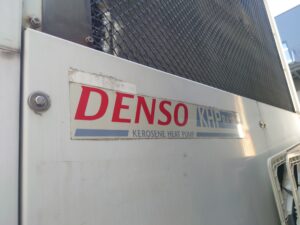 DENSO KHP
KEROSENE HEAT PUMP